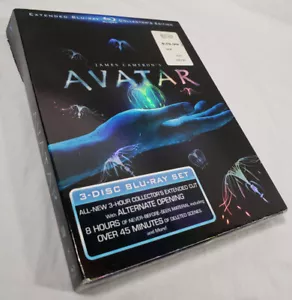 EXTENDED BLU-RAY COLLECTOR'S EDITION
JAMES CAMERON'S
AVATAR
3-DISC BLU-RAY SET
ALL-NEW 3-HOUR COLLECTOR'S EXTENDED CUT
With ALTERNATE OPENING
8 HOURS OF NEVER-BEFORE-SEEN MATERIAL, including
OVER 45 MINUTES OF DELETED SCENES
and More!